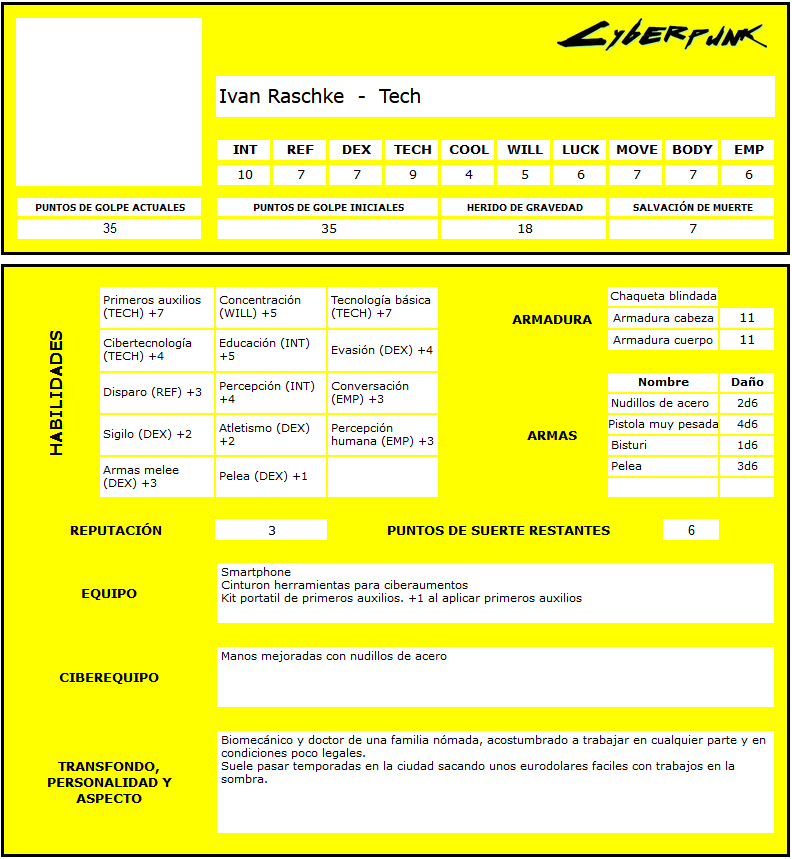 CYBERPUNK
Ivan Raschke - Tech
INT REF DEX TECH COOL WILL LUCK MOVE BODY EMP
10 7 7 9 4 5 6 7 7 6
PUNTOS DE GOLPE ACTUALES PUNTOS DE GOLPE INICIALES HERIDO DE GRAVEDAD SALVACIÓN DE MUERTE
35 35 18 7
HABILIDADES
Primeros auxilios
(TECH) +7
Concentración
(WILL) +5
Tecnología básica
(TECH) +7
Cibertecnología
(TECH) +4
Educación (INT)
+5
Evasión (DEX) +4
Disparo (REF) +3
Percepción (INT)
+4
Conversación
(EMP) +3
Sigilo (DEX) +2
Atletismo (DEX)
+2
Percepción
humana (EMP) +3
Armas melee
(DEX) +3
Pelea (DEX) +1
ARMADURA
Chaqueta blindada
Armadura cabeza 11
Armadura cuerpo 11
ARMAS
Nombre Daño
Nudillos de acero 2d6
Pistola muy pesada 4d6
Bisturi 1d6
Pelea 3d6
REPUTACIÓN 3 PUNTOS DE SUERTE RESTANTES 6
EQUIPO
Smartphone
Cinturon herramientas para ciberaumentos
Kit portatil de primeros auxilios. +1 al aplicar primeros auxilios
CIBEREQUIPO
Manos mejoradas con nudillos de acero
TRANSFONDO,
PERSONALIDAD Y
ASPECTO
Biomecánico y doctor de una familia nómada, acostumbrado a trabajar en cualquier parte y en
condiciones poco legales.
Suele pasar temporadas en la ciudad sacando unos eurodolares faciles con trabajos en la
sombra.